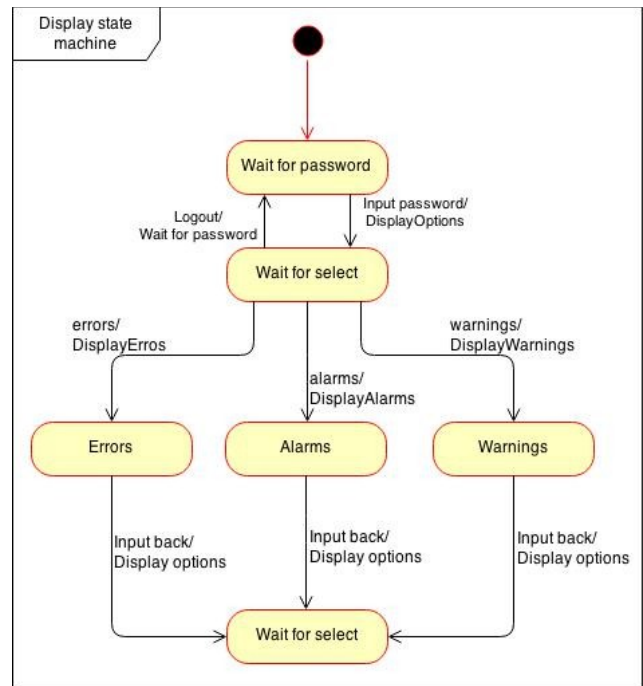 Display state
machine
Wait for password
Logout/
Wait for password
Input password/
DisplayOptions
Wait for select
errors/
DisplayErros
alarms/
DisplayAlarms
warnings/
DisplayWarnings
Errors
Alarms
Warnings
Input back/
Display options
Input back/
Display options
Input back/
Display options
Wait for select